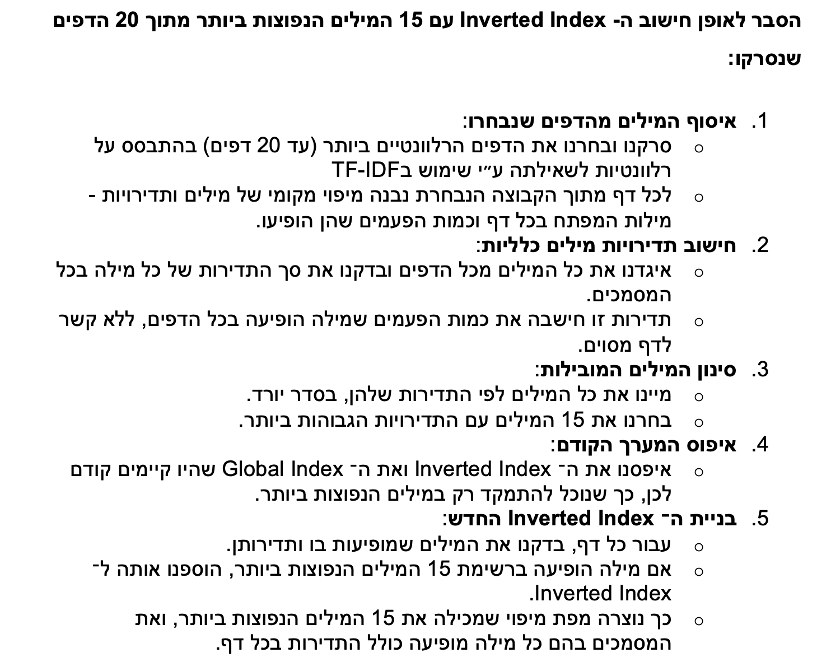 הסבר לאופן חישוב ה- Inverted Index עם 15 המילים הנפוצות ביותר מתוך 20 הדפים
שנסרקו:
1. איסוף המילים מהדפים שנבחרו:
○ סרקנו ובחרנו את הדפים הרלוונטיים ביותר (עד 20 דפים) בהתבסס על
רלוונטיות לשאילתה ע״י שימוש בTF-IDF
○ לכל דף מתוך הקבוצה הנבחרת נבנה מיפוי מקומי של מילים ותדירויות -
מילות המפתח בכל דף וכמות הפעמים שהן הופיעו.
2. חישוב תדירויות מילים כלליות:
○ איגדנו את כל המילים מכל הדפים ובדקנו את סך התדירות של כל מילה בכל
המסמכים.
○ תדירות זו חישבה את כמות הפעמים שמילה הופיעה בכל הדפים, ללא קשר
לדף מסוים.
3. סינון המילים המובילות:
○ מיינו את כל המילים לפי התדירות שלהן, בסדר יורד.
○ בחרנו את 15 המילים עם התדירויות הגבוהות ביותר.
4. איפוס המערך הקודם:
○ איפסנו את ה־ Inverted Index ואת ה־ Global Index שהיו קיימים קודם
לכן, כך שנוכל להתמקד רק במילים הנפוצות ביותר.
5. בניית ה־ Inverted Index החדש:
○ עבור כל דף, בדקנו את המילים שמופיעות בו ותדירותן.
○ אם מילה הופיעה ברשימת 15 המילים הנפוצות ביותר, הוספנו אותה ל־
Inverted Index.
○ כך נוצרה מפת מיפוי שמכילה את 15 המילים הנפוצות ביותר, ואת
המסמכים בהם כל מילה מופיעה כולל התדירות בכל דף.